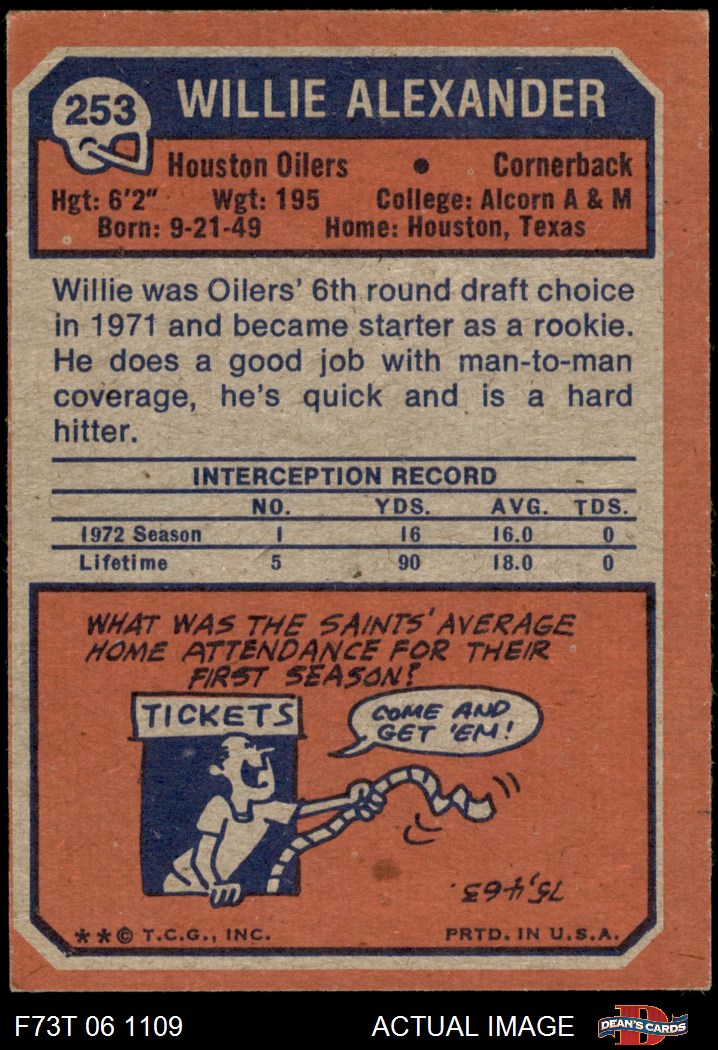 253
WILLIE ALEXANDER
Houston Oilers • Cornerback
Hgt: 6'2" Wgt: 195 College: Alcorn A & M
Born: 9-21-49 Home: Houston, Texas
Willie was Oilers' 6th round draft choice
in 1971 and became starter as a rookie.
He does a good job with man-to-man
coverage, he's quick and is a hard
hitter.
INTERCEPTION RECORD
NO. YDS. AVG. TDS.
1972 Season 1 16 16.0 0
Lifetime 5 90 18.0 0
WHAT WAS THE SAINTS' AVERAGE
HOME ATTENDANCE FOR THEIR
FIRST SEASON?
TICKETS
COME AND
GET 'EM!
75,463.
**© T.C.G., INC. PRTD. IN U.S.A.
F73T 06 1109 ACTUAL IMAGE
D
DEAN'S CARDS